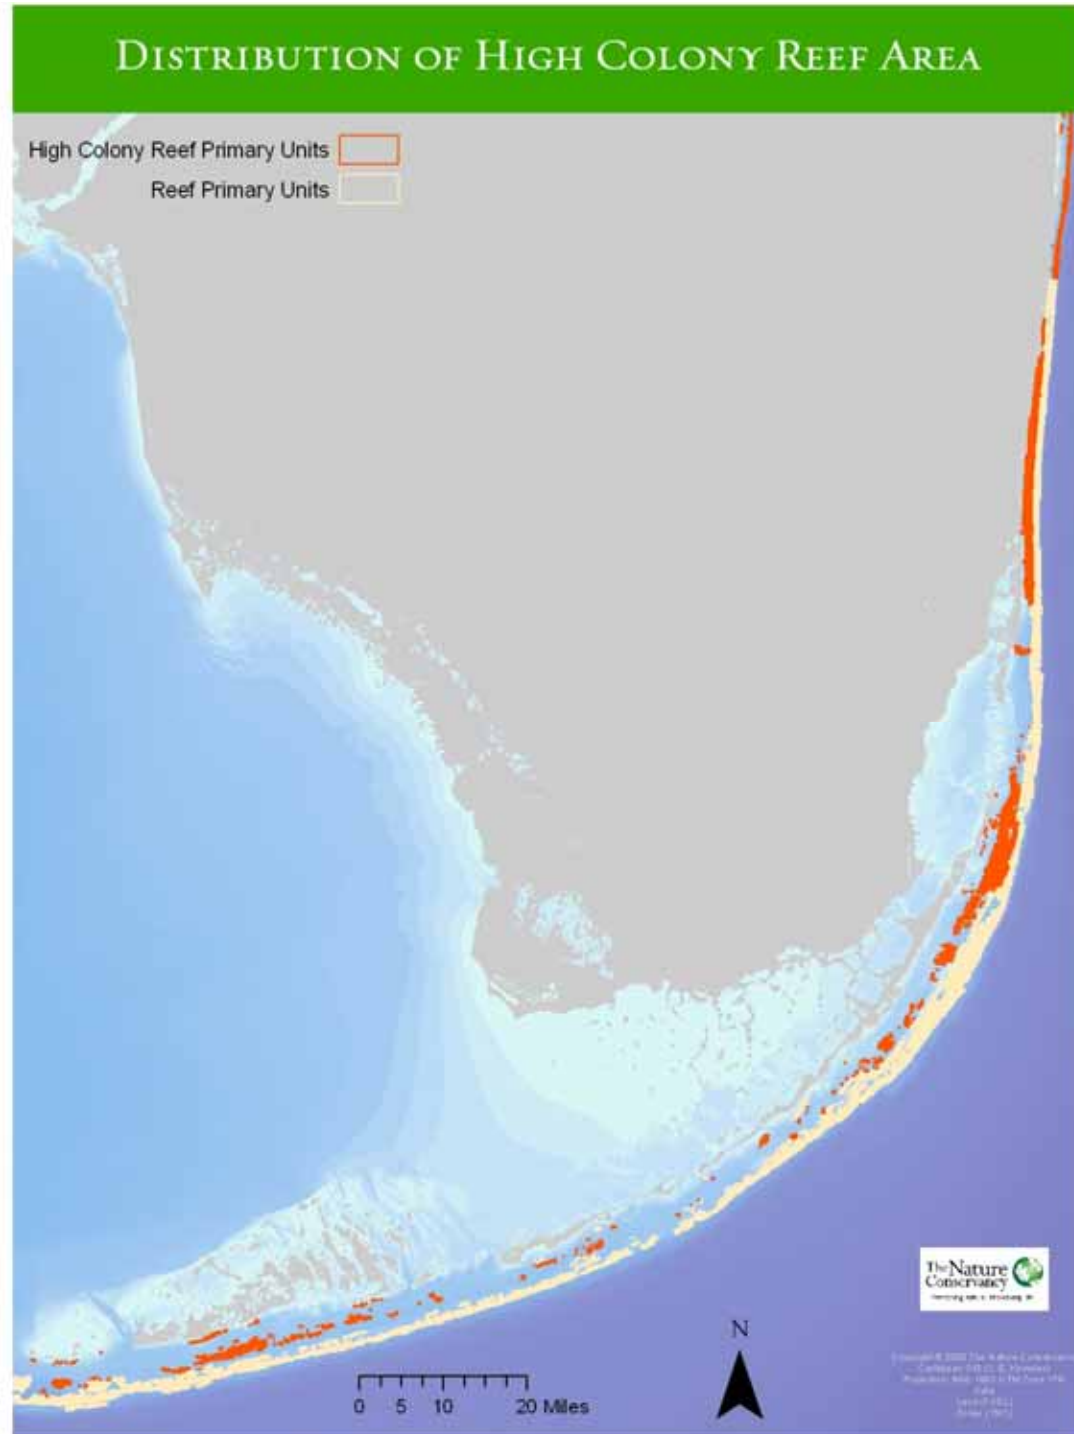 DISTRIBUTION OF HIGH COLONY REEF AREA
High Colony Reef Primary Units
Reef Primary Units
The Nature
Conservancy
N
0 5 10 20 Miles